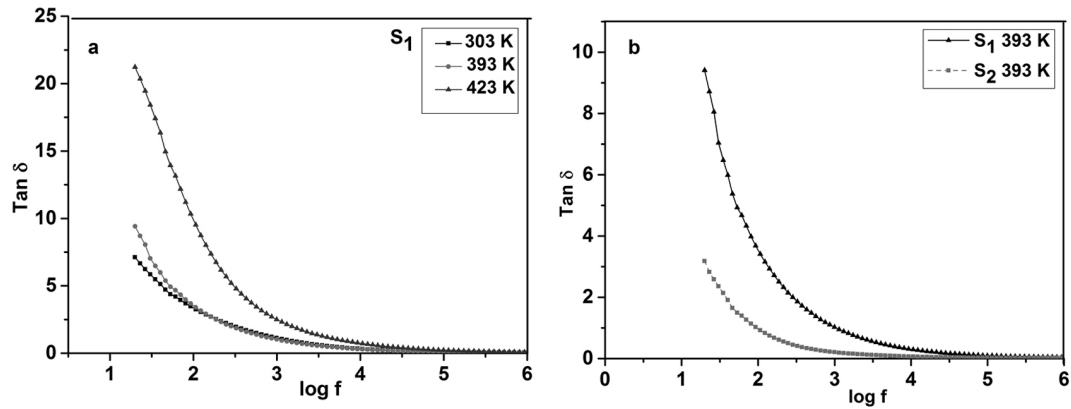 a
S1
303 K
393 K
423 K
25
20
15
10
5
0
Tan δ
1 2 3 4 5 6
log f
b
S1 393 K
S2 393 K
10
8
6
4
2
0
Tan δ
0 1 2 3 4 5 6
log f